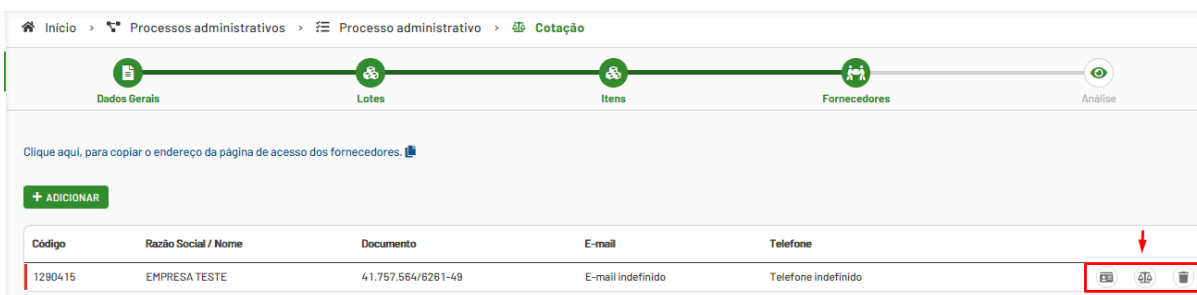 Início > Processos administrativos > Processo administrativo > Cotação
Dados Gerais Lotes Itens Fornecedores Análise
Clique aqui, para copiar o endereço da página de acesso dos fornecedores.
+ ADICIONAR
Código Razão Social / Nome Documento E-mail Telefone
1290415 EMPRESA TESTE 41.757.564/6261-49 E-mail indefinido Telefone indefinido